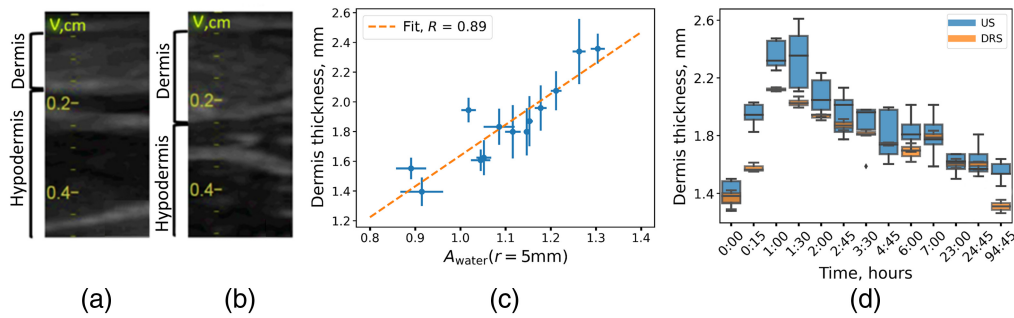 (a)
V,cm
0.2
0.4
Dermis
Hypodermis
(b)
V,cm
0.2
0.4
Dermis
Hypodermis
(c)
Dermis thickness, mm
2.6
2.4
2.2
2.0
1.8
1.6
1.4
1.2
Fit, R = 0.89
0.8 0.9 1.0 1.1 1.2 1.3 1.4
A_water(r = 5mm)
(d)
Dermis thickness, mm
2.6
2.2
1.8
1.4
US
DRS
0:00 0:15 1:00 1:30 2:00 2:45 3:30 4:45 6:00 7:00 23:00 24:45 94:45
Time, hours